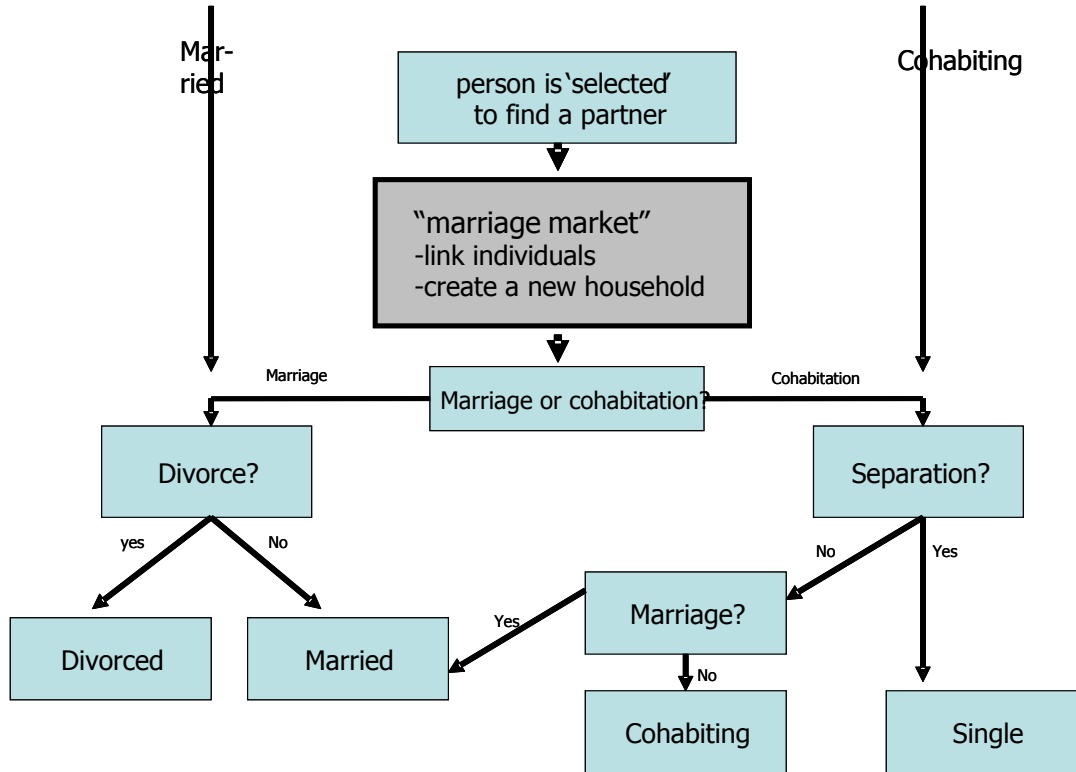 Mar-
ried
Cohabiting
person is ‘selected’
to find a partner
“marriage market”
-link individuals
-create a new household
Marriage
Marriage or cohabitation?
Cohabitation
Divorce?
Separation?
yes
No
No
Yes
Divorced
Married
Yes
Marriage?
No
Cohabiting
Single